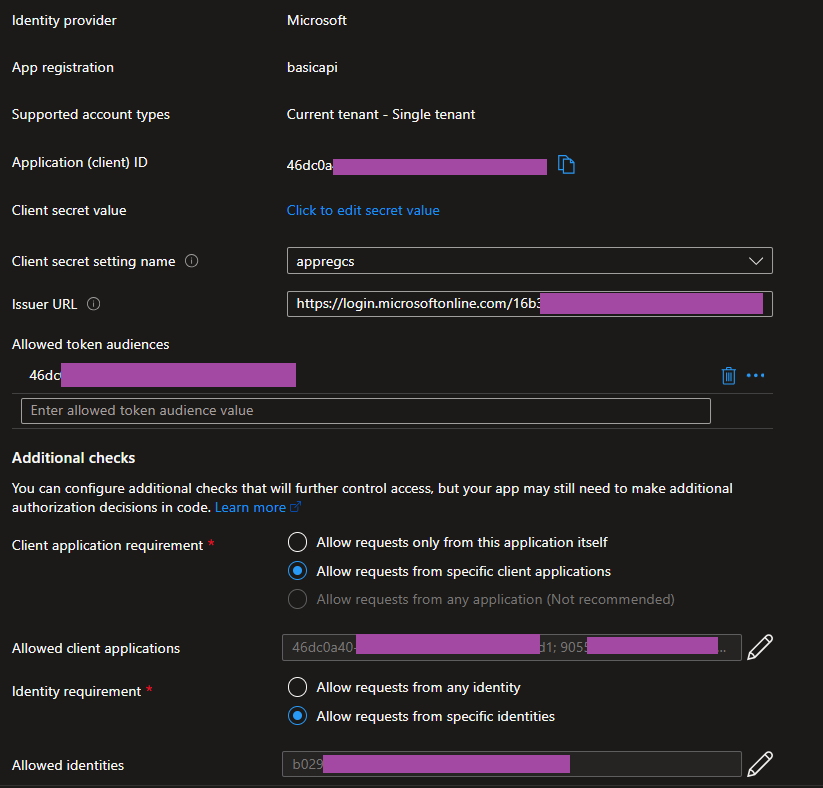 Identity provider Microsoft
App registration basicapi
Supported account types Current tenant - Single tenant
Application (client) ID 46dc0a
Client secret value Click to edit secret value
Client secret setting name appregcs
Issuer URL https://login.microsoftonline.com/16b3
Allowed token audiences
46dc
Enter allowed token audience value
Additional checks
You can configure additional checks that will further control access, but your app may still need to make additional
authorization decisions in code. Learn more
Client application requirement * Allow requests only from this application itself
Allow requests from specific client applications
Allow requests from any application (Not recommended)
Allowed client applications 46dc0a40- d1; 9055 ...
Identity requirement * Allow requests from any identity
Allow requests from specific identities
Allowed identities b029